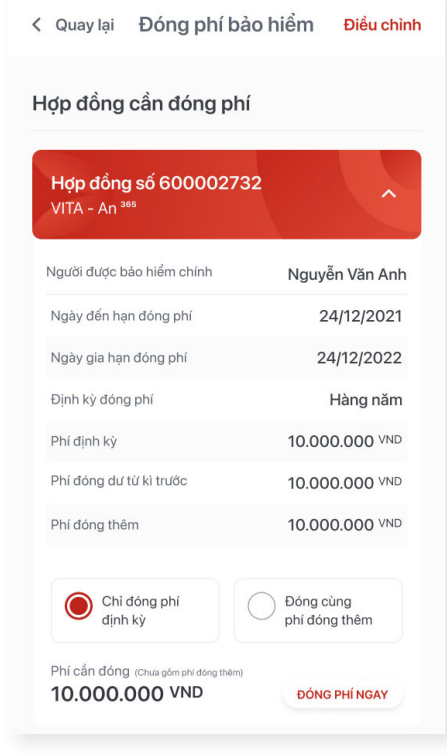 Quay lại Đóng phí bảo hiểm Điều chỉnh
Hợp đồng cần đóng phí
Hợp đồng số 600002732
VITA - An 365
Người được bảo hiểm chính Nguyễn Văn Anh
Ngày đến hạn đóng phí 24/12/2021
Ngày gia hạn đóng phí 24/12/2022
Định kỳ đóng phí Hàng năm
Phí định kỳ 10.000.000 VND
Phí đóng dư từ kì trước 10.000.000 VND
Phí đóng thêm 10.000.000 VND
Chỉ đóng phí
định kỳ
Đóng cùng
phí đóng thêm
Phí cần đóng (Chưa gồm phí đóng thêm)
10.000.000 VND
ĐÓNG PHÍ NGAY